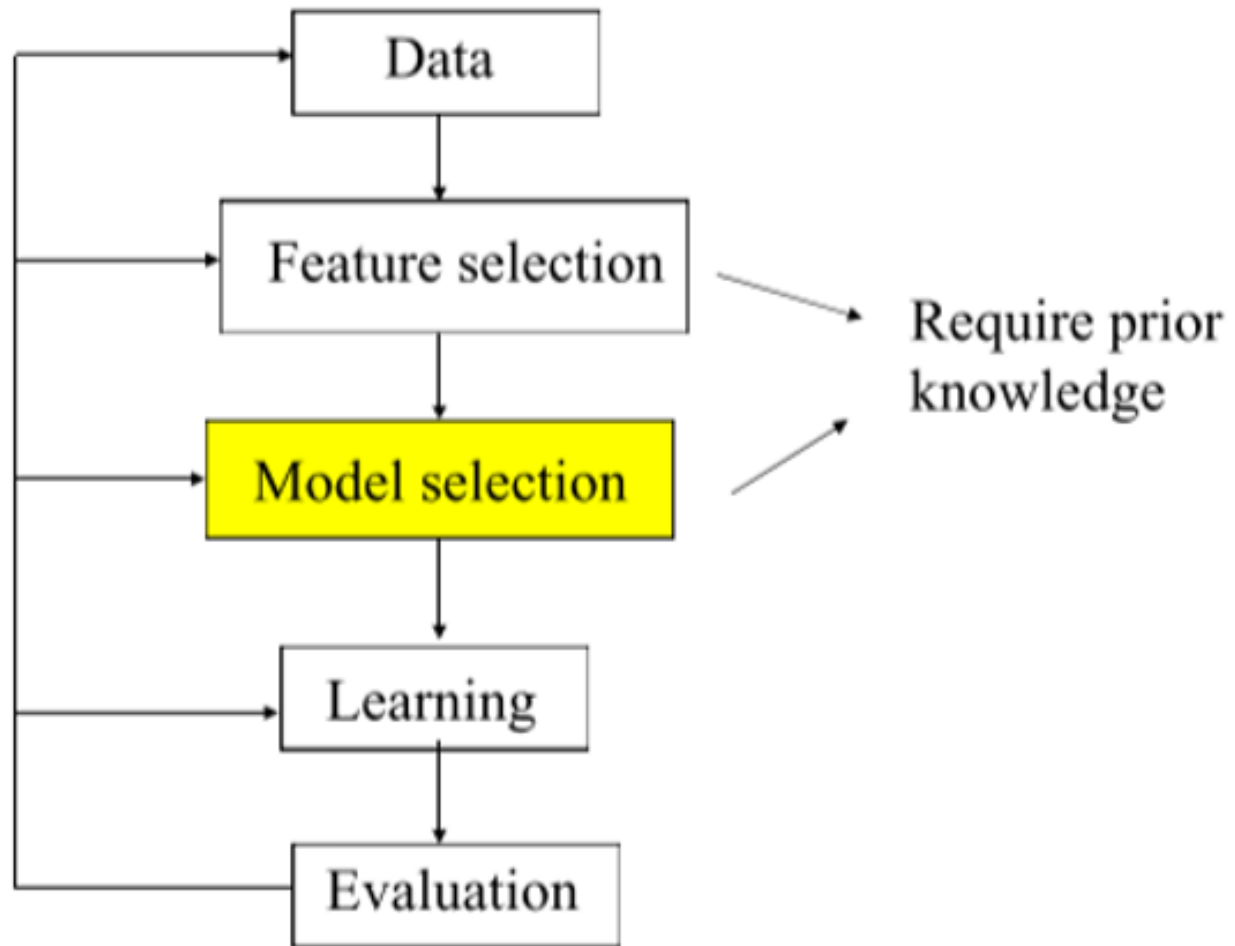 Data
Feature selection
Require prior
knowledge
Model selection
Learning
Evaluation